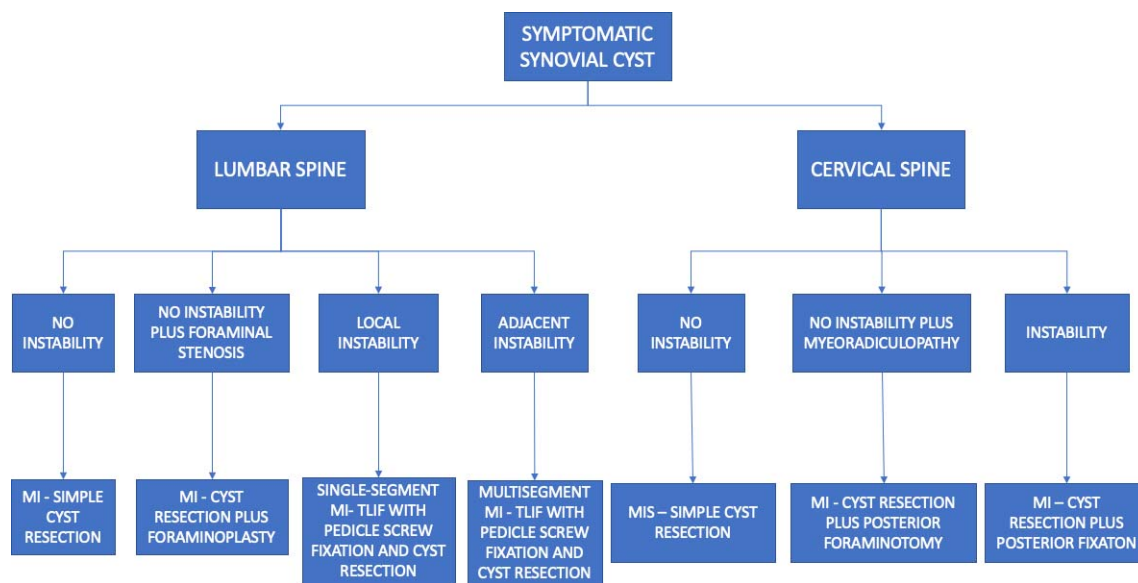 SYMPTOMATIC
SYNOVIAL CYST
LUMBAR SPINE
CERVICAL SPINE
NO
INSTABILITY
NO INSTABILITY
PLUS FORAMINAL
STENOSIS
LOCAL
INSTABILITY
ADJACENT
INSTABILITY
NO
INSTABILITY
NO INSTABILITY PLUS
MYEORADICULOPATHY
INSTABILITY
MI - SIMPLE
CYST
RESECTION
MI - CYST
RESECTION PLUS
FORAMINOPLASTY
SINGLE-SEGMENT
MI- TLIF WITH
PEDICLE SCREW
FIXATION AND CYST
RESECTION
MULTISEGMENT
MI - TLIF WITH
PEDICLE SCREW
FIXATION AND
CYST RESECTION
MIS – SIMPLE CYST
RESECTION
MI - CYST RESECTION
PLUS POSTERIOR
FORAMINOTOMY
MI – CYST
RESECTION PLUS
POSTERIOR FIXATON